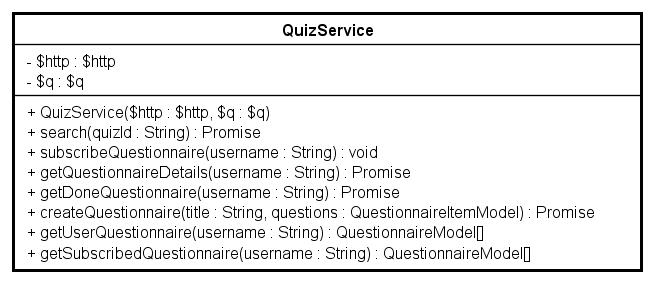 QuizService
- $http : $http
- $q : $q
+ QuizService($http : $http, $q : $q)
+ search(quizId : String) : Promise
+ subscribeQuestionnaire(username : String) : void
+ getQuestionnaireDetails(username : String) : Promise
+ getDoneQuestionnaire(username : String) : Promise
+ createQuestionnaire(title : String, questions : QuestionnaireItemModel) : Promise
+ getUserQuestionnaire(username : String) : QuestionnaireModel[]
+ getSubscribedQuestionnaire(username : String) : QuestionnaireModel[]